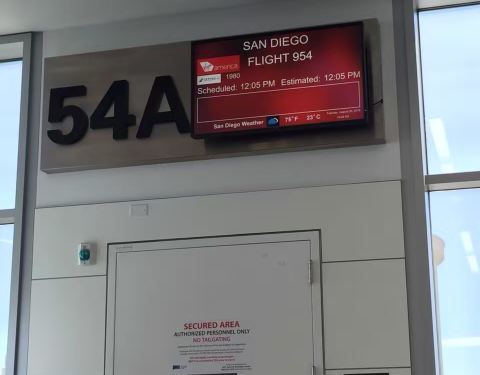 54A
SAN DIEGO
FLIGHT 954
america
1980
Scheduled: 12:05 PM Estimated: 12:05 PM
San Diego Weather 75°F 23°C
SECURED AREA
AUTHORIZED PERSONNEL ONLY
NO TAILGATING